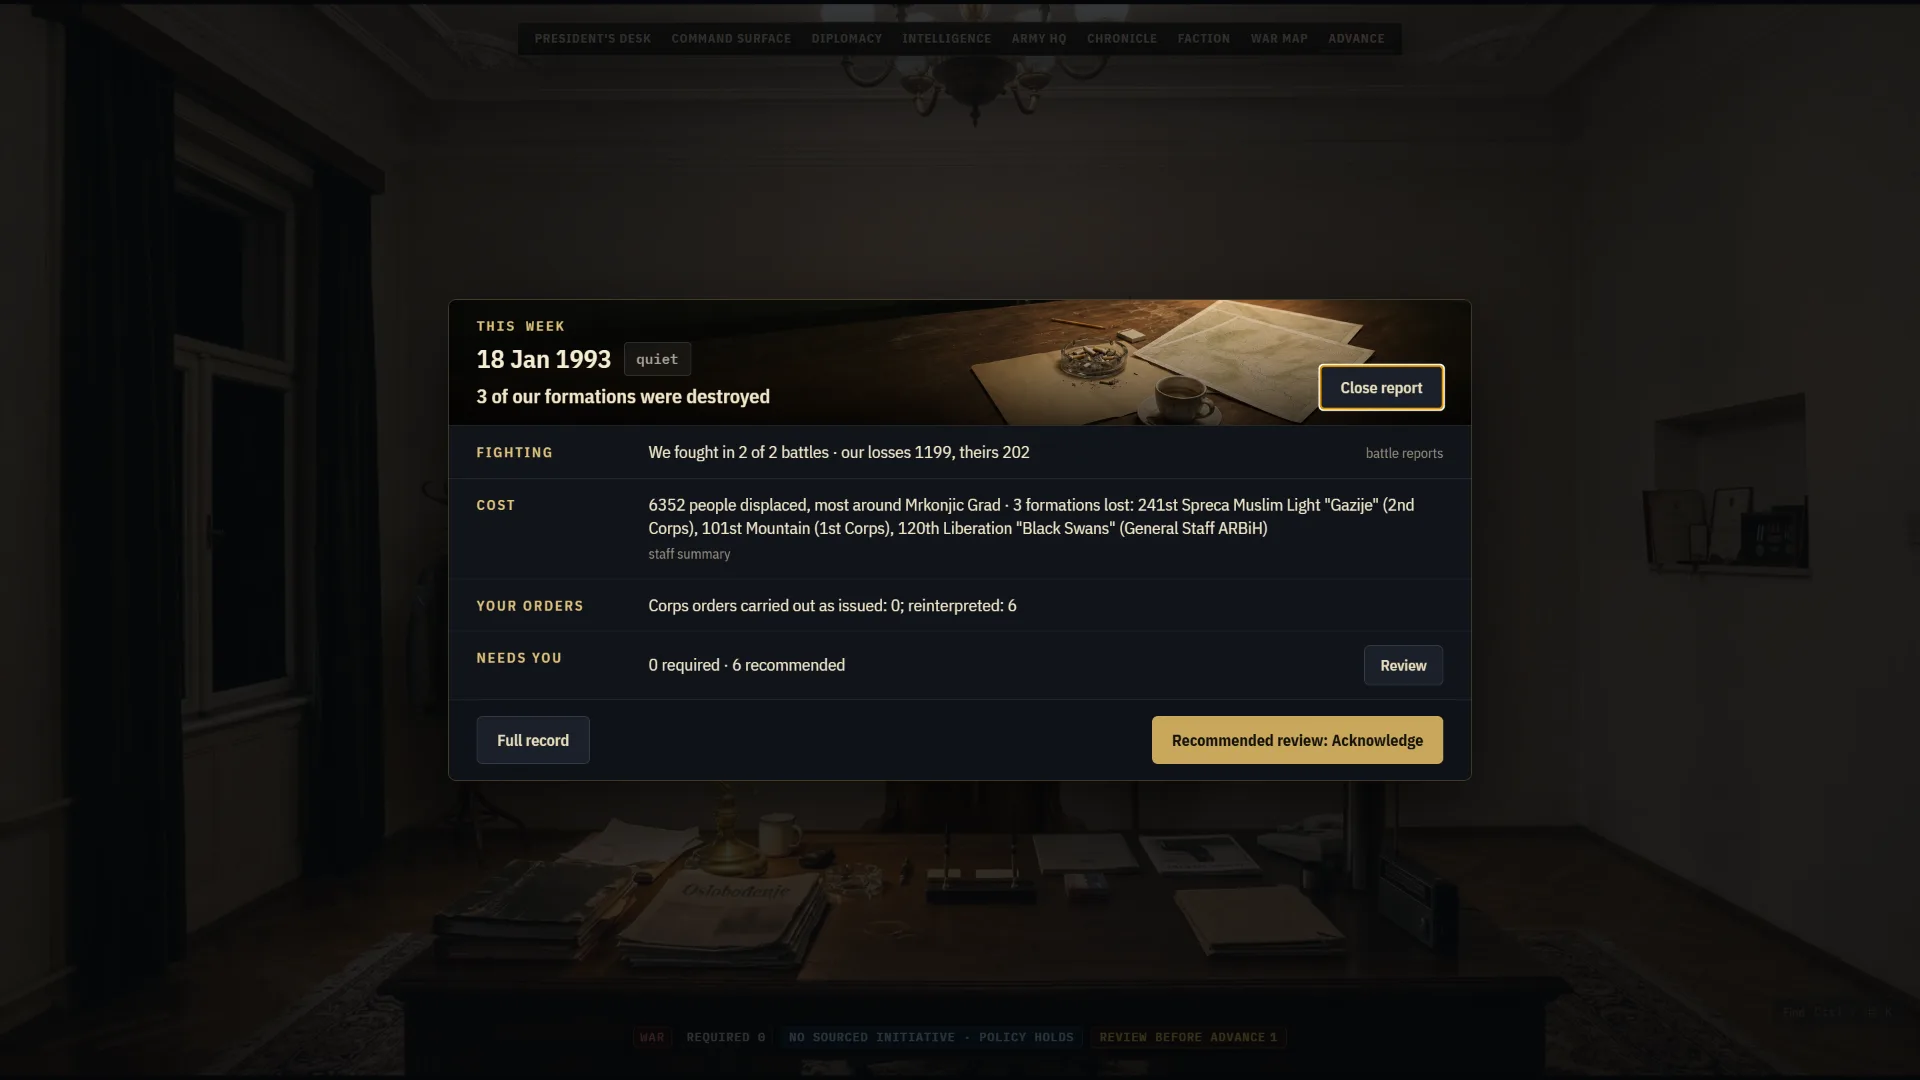 PRESIDENT'S DESK COMMAND SURFACE DIPLOMACY INTELLIGENCE ARMY HQ CHRONICLE FACTION WAR MAP ADVANCE
THIS WEEK
18 Jan 1993 quiet
3 of our formations were destroyed
Close report
FIGHTING We fought in 2 of 2 battles · our losses 1199, theirs 202 battle reports
COST 6352 people displaced, most around Mrkonjic Grad · 3 formations lost: 241st Spreca Muslim Light "Gazije" (2nd
Corps), 101st Mountain (1st Corps), 120th Liberation "Black Swans" (General Staff ARBiH)
staff summary
YOUR ORDERS Corps orders carried out as issued: 0; reinterpreted: 6
NEEDS YOU 0 required · 6 recommended Review
Full record Recommended review: Acknowledge
Oslobođenje
WAR REQUIRED 0 NO SOURCED INITIATIVE - POLICY HOLDS REVIEW BEFORE ADVANCE 1